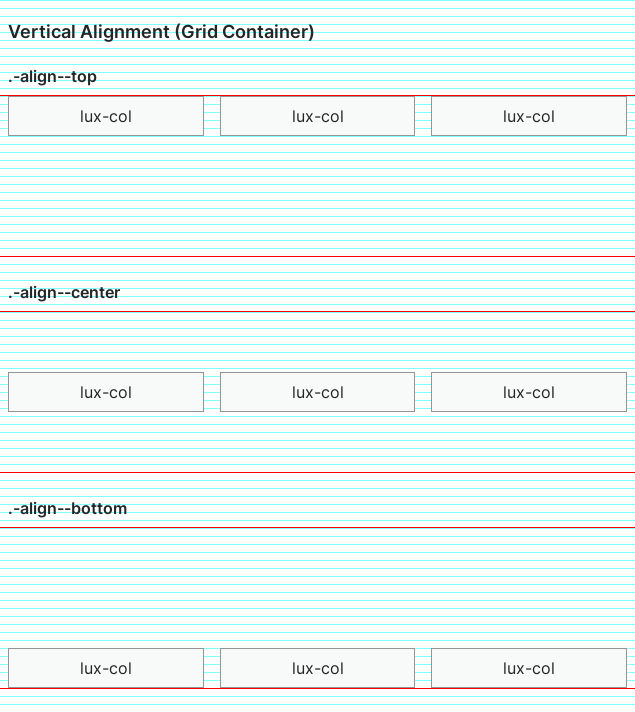 Vertical Alignment (Grid Container)
.-align--top
lux-col lux-col lux-col
.-align--center
lux-col lux-col lux-col
.-align--bottom
lux-col lux-col lux-col